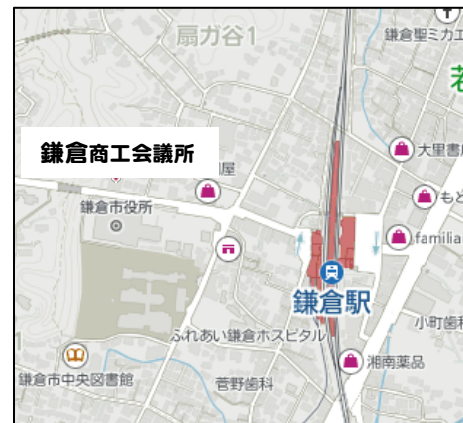 扇ガ谷1
鎌倉聖ミカエ
若
鎌倉商工会議所
屋
大里書店
もと
鎌倉市役所
familia
鎌倉駅
小町歯科
ふれあい鎌倉ホスピタル
湘南薬品
鎌倉市中央図書館
菅野歯科